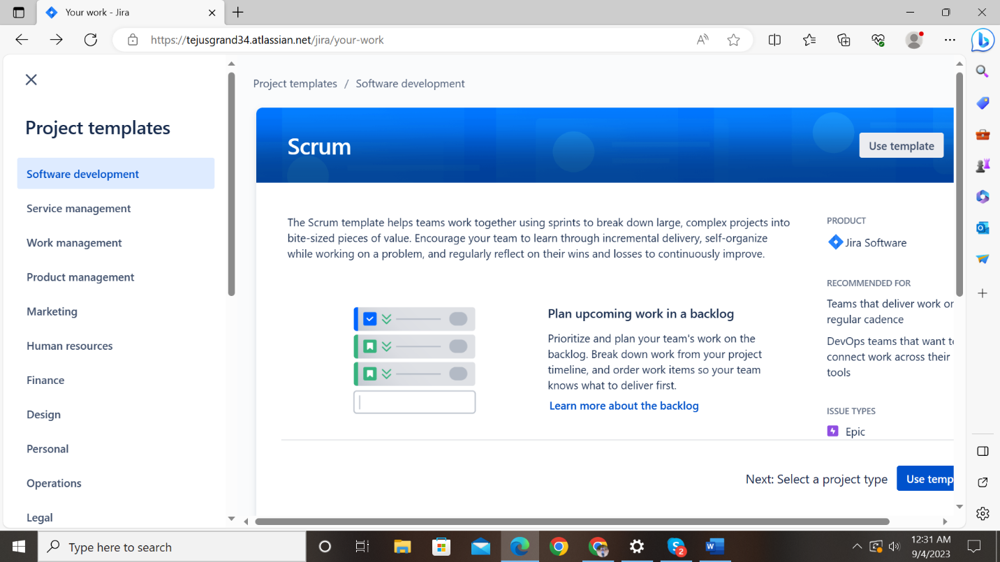 Your work - Jira
https://tejusgrand34.atlassian.net/jira/your-work
Project templates / Software development
Project templates
Software development
Service management
Work management
Product management
Marketing
Human resources
Finance
Design
Personal
Operations
Legal
Scrum
Use template
The Scrum template helps teams work together using sprints to break down large, complex projects into
bite-sized pieces of value. Encourage your team to learn through incremental delivery, self-organize
while working on a problem, and regularly reflect on their wins and losses to continuously improve.
Plan upcoming work in a backlog
Prioritize and plan your team's work on the
backlog. Break down work from your project
timeline, and order work items so your team
knows what to deliver first.
Learn more about the backlog
PRODUCT
Jira Software
RECOMMENDED FOR
Teams that deliver work or
regular cadence
DevOps teams that want t
connect work across their
tools
ISSUE TYPES
Epic
Next: Select a project type
Use temp
Type here to search
2
W
12:31 AM
9/4/2023